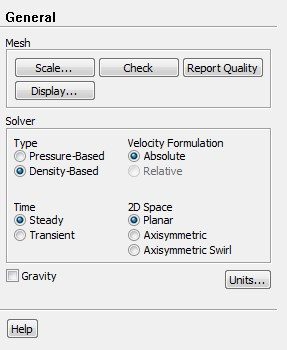 General
Mesh
Scale... Check Report Quality
Display...
Solver
Type Velocity Formulation
Pressure-Based Absolute
Density-Based Relative
Time 2D Space
Steady Planar
Transient Axisymmetric
Axisymmetric Swirl
Gravity Units...
Help